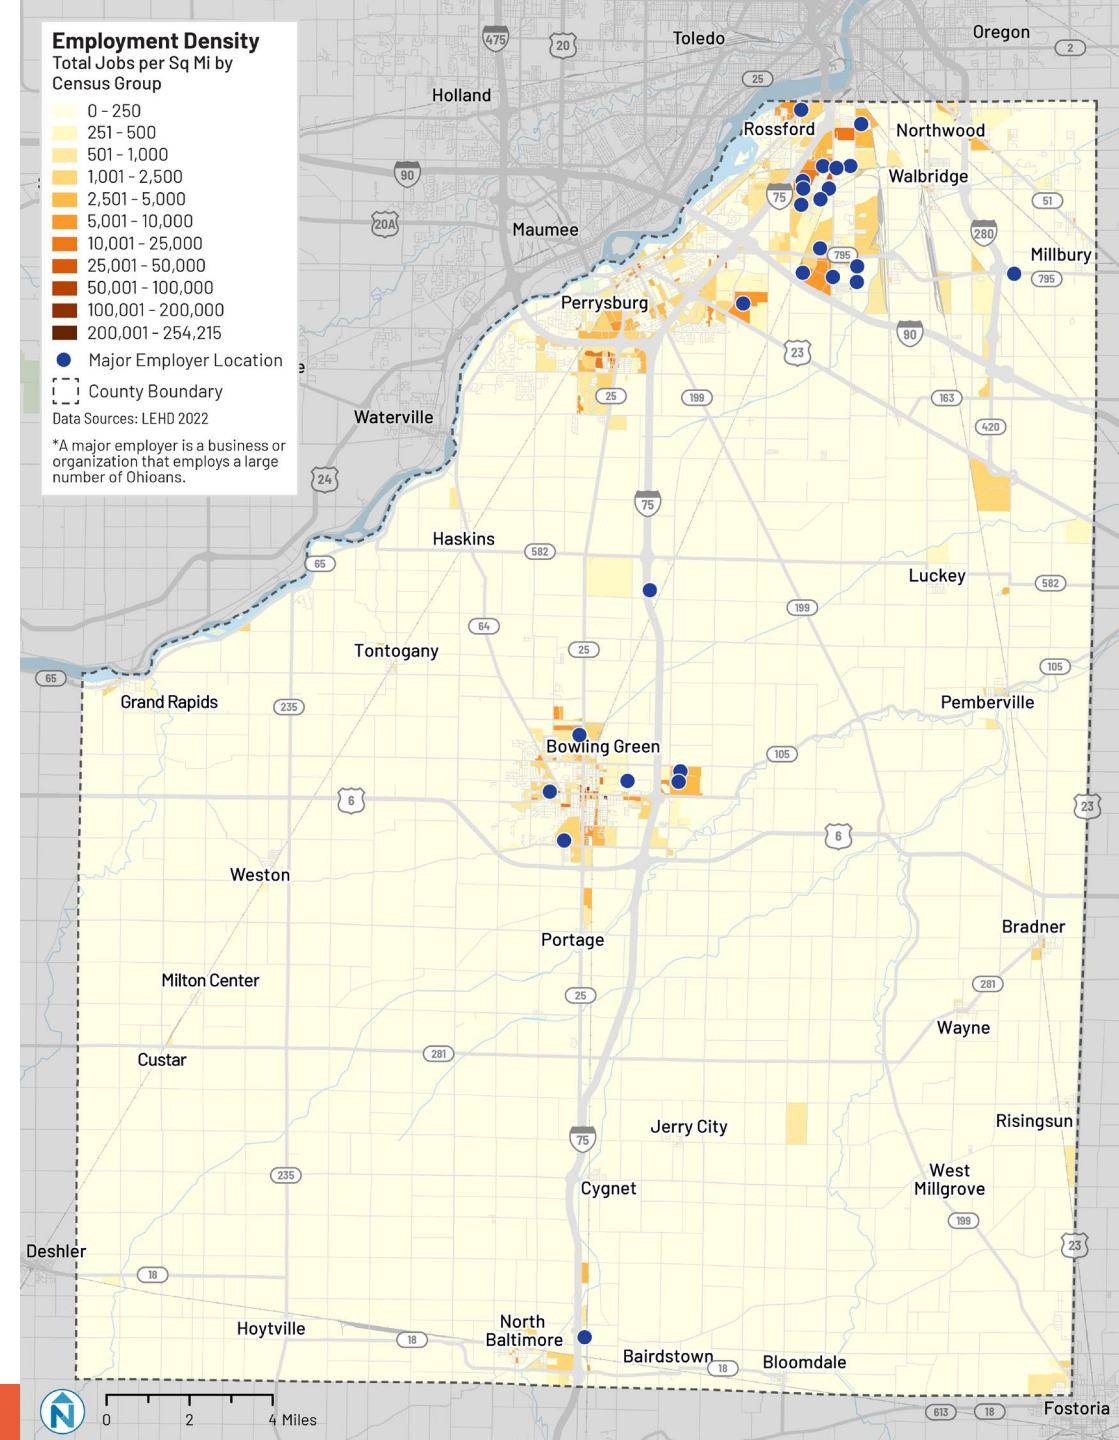 Employment Density
Total Jobs per Sq Mi by
Census Group
0 - 250
251 - 500
501 - 1,000
1,001 - 2,500
2,501 - 5,000
5,001 - 10,000
10,001 - 25,000
25,001 - 50,000
50,001 - 100,000
100,001 - 200,000
200,001 - 254,215
Major Employer Location
County Boundary
Data Sources: LEHD 2022
*A major employer is a business or
organization that employs a large
number of Ohioans.
475
20
Toledo
Oregon
2
25
Holland
Rossford
Northwood
90
Walbridge
75
51
20A
Maumee
280
795
Millbury
795
Perrysburg
90
23
e
25
199
163
Waterville
420
24
75
Haskins
582
65
Luckey
582
199
64
Tontogany
25
105
65
Grand Rapids
235
Pemberville
Bowling Green
105
6
23
6
Weston
Bradner
Portage
Milton Center
281
25
Wayne
Custar
281
Risingsun
Jerry City
75
235
West
Millgrove
Cygnet
199
Deshler
23
18
North
Baltimore
Hoytville
18
Bairdstown
18
Bloomdale
N
0
2
4 Miles
613
18
Fostoria